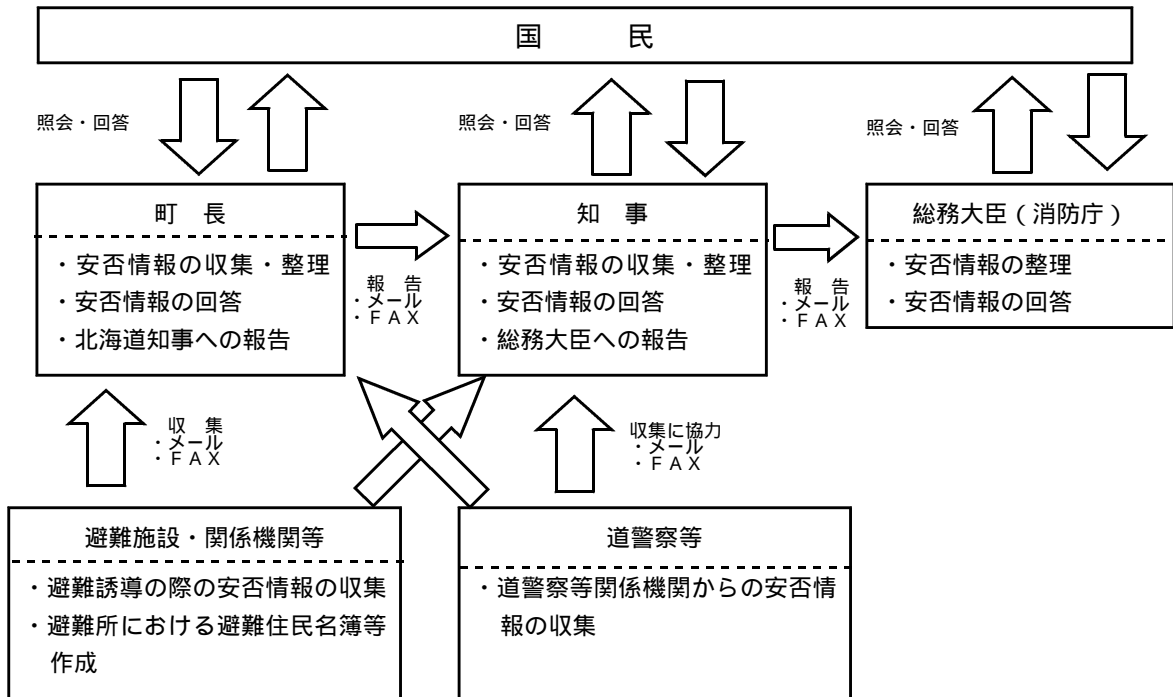 国　　　民
照会・回答
照会・回答
照会・回答
町　長
・安否情報の収集・整理
・安否情報の回答
・北海道知事への報告
報　告
・メール
・ＦＡＸ
知　事
・安否情報の収集・整理
・安否情報の回答
・総務大臣への報告
報　告
・メール
・ＦＡＸ
総務大臣（消防庁）
・安否情報の整理
・安否情報の回答
収　集
・メール
・ＦＡＸ
収集に協力
・メール
・ＦＡＸ
避難施設・関係機関等
・避難誘導の際の安否情報の収集
・避難所における避難住民名簿等
作成
道警察等
・道警察等関係機関からの安否情
報の収集